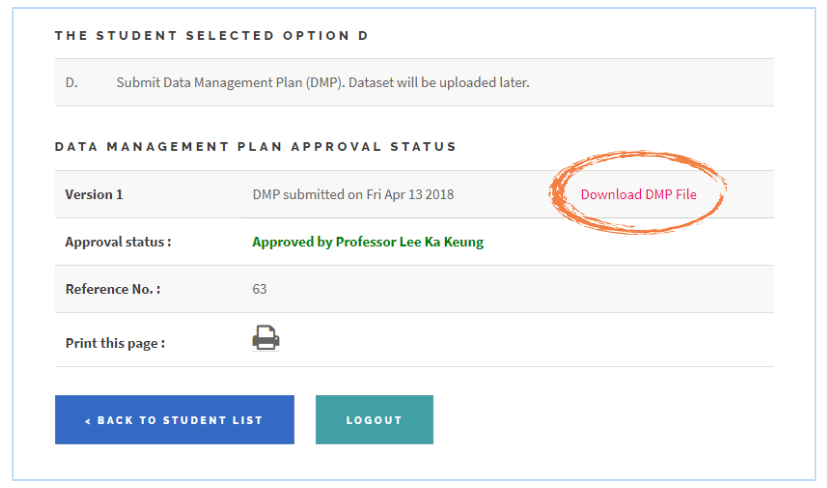 THE STUDENT SELECTED OPTION D
D. Submit Data Management Plan (DMP). Dataset will be uploaded later.
DATA MANAGEMENT PLAN APPROVAL STATUS
Version 1 DMP submitted on Fri Apr 13 2018 Download DMP File
Approval status : Approved by Professor Lee Ka Keung
Reference No. : 63
Print this page :
< BACK TO STUDENT LIST LOGOUT